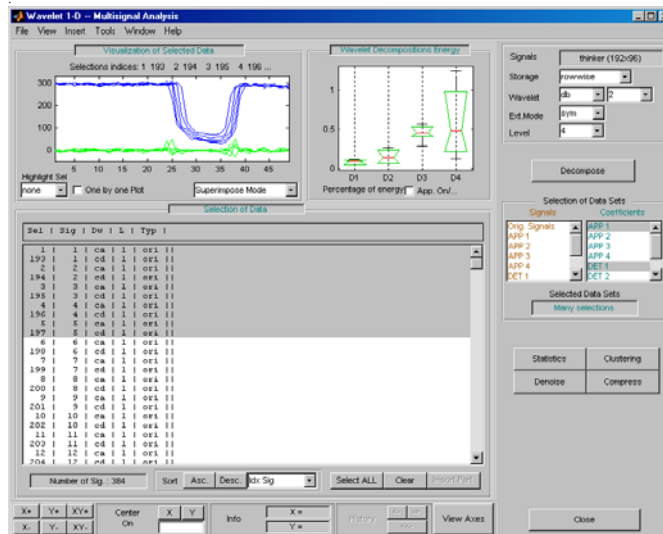 Wavelet 1-D -- Multisignal Analysis
File View Insert Tools Window Help
Visualization of Selected Data
Selections indices: 1 193 2 194 3 195 4 196 ...
300
200
100
0
5 10 15 20 25 30 35 40 45
Highlight Sel
none
One by one Plot
Superimpose Mode
Wavelet Decompositions Energy
1
0.5
0
D1 D2 D3 D4
Percentage of energy
App. On/...
Signals
thinker (192x96)
Storage
rowwise
Wavelet
db
2
Ext.Mode
sym
Level
4
Decompose
Selection of Data Sets
Signals
Coefficients
Orig. Signals
APP 1
APP 2
APP 3
APP 4
DET 1
APP 1
APP 2
APP 3
APP 4
DET 1
DET 2
Selected Data Sets
Many selections
Selection of Data
Sel | Sig | Dw | L | Typ |
1 | 1 | ca | 1 | ori ||
193 | 1 | cd | 1 | ori ||
2 | 2 | ca | 1 | ori ||
194 | 2 | cd | 1 | ori ||
3 | 3 | ca | 1 | ori ||
195 | 3 | cd | 1 | ori ||
4 | 4 | ca | 1 | ori ||
196 | 4 | cd | 1 | ori ||
5 | 5 | ca | 1 | ori ||
197 | 5 | cd | 1 | ori ||
6 | 6 | ca | 1 | ori ||
198 | 6 | cd | 1 | ori ||
7 | 7 | ca | 1 | ori ||
199 | 7 | cd | 1 | ori ||
8 | 8 | ca | 1 | ori ||
200 | 8 | cd | 1 | ori ||
9 | 9 | ca | 1 | ori ||
201 | 9 | cd | 1 | ori ||
10 | 10 | ca | 1 | ori ||
202 | 10 | cd | 1 | ori ||
11 | 11 | ca | 1 | ori ||
203 | 11 | cd | 1 | ori ||
12 | 12 | ca | 1 | ori ||
204 | 12 | cd | 1 | ori ||
Number of Sig. : 384
Sort
Asc.
Desc.
Idx Sig
Select ALL
Clear
Import Part
Statistics
Clustering
Denoise
Compress
X+ Y+ XY+
X- Y- XY-
Center
On
X Y
Info
X =
Y =
History
View Axes
Close